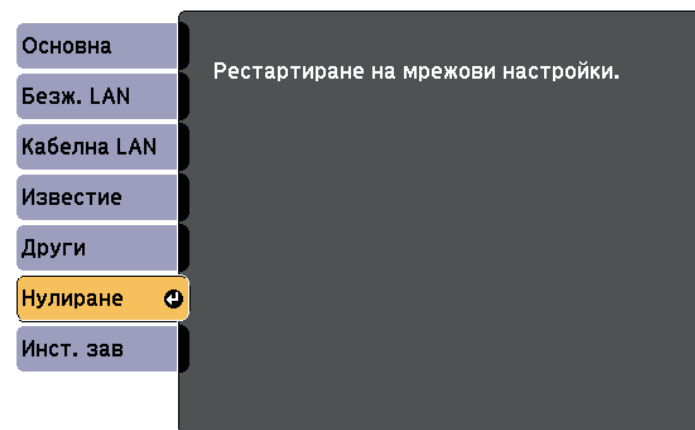 Основна
Безж. LAN
Кабелна LAN
Известие
Други
Нулиране
Инст. зав
Рестартиране на мрежови настройки.